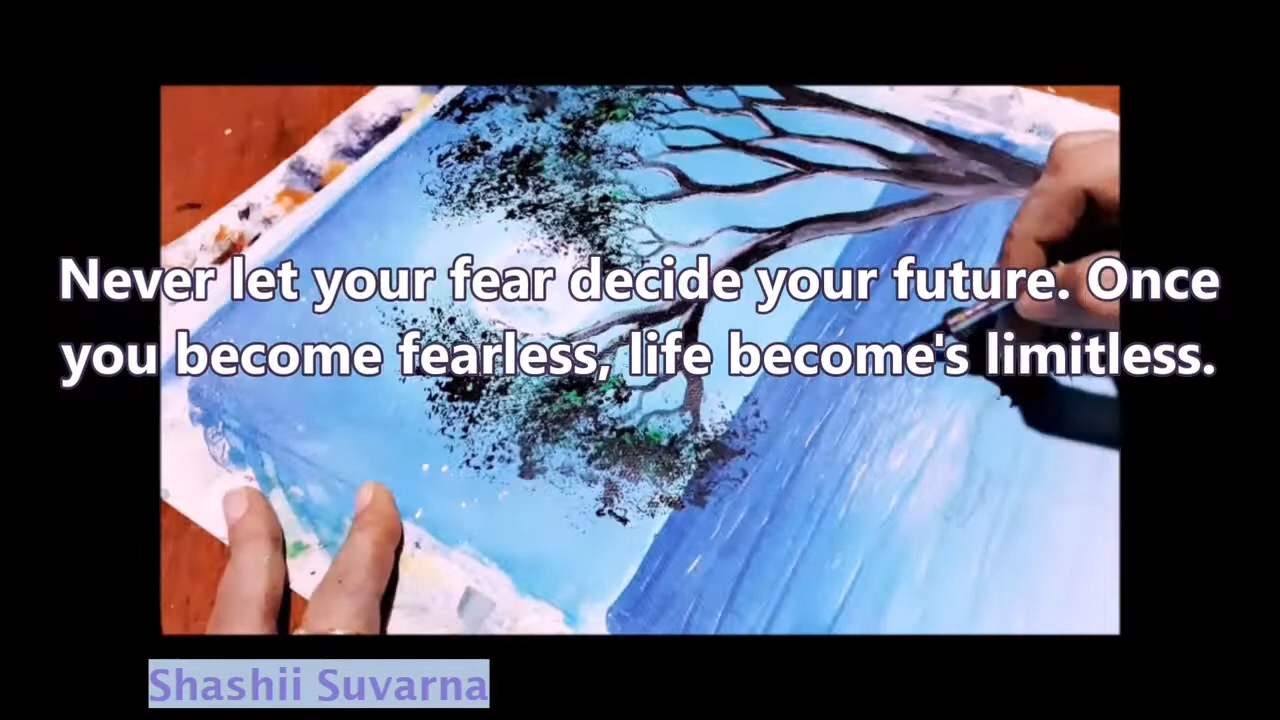 Never let your fear decide your future. Once
you become fearless, life become's limitless.
Shashii Suvarna